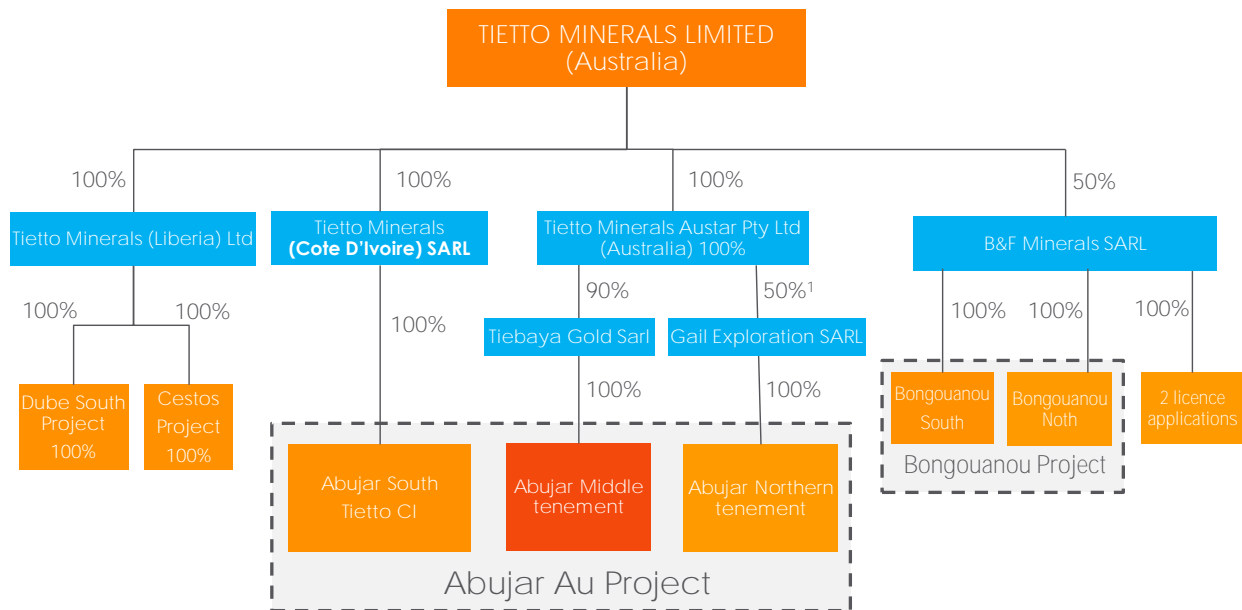 TIETTO MINERALS LIMITED
(Australia)
100%
100%
100%
50%
Tietto Minerals (Liberia) Ltd
Tietto Minerals
(Cote D'Ivoire) SARL
Tietto Minerals Austar Pty Ltd
(Australia) 100%
B&F Minerals SARL
100%
100%
100%
90%
50%¹
100%
100%
100%
Tiebaya Gold Sarl
Gail Exploration SARL
100%
100%
Dube South
Project
100%
Cestos
Project
100%
Bongouanou
South
Bongouanou
Noth
2 licence
applications
Bongouanou Project
Abujar South
Tietto CI
Abujar Middle
tenement
Abujar Northern
tenement
Abujar Au Project